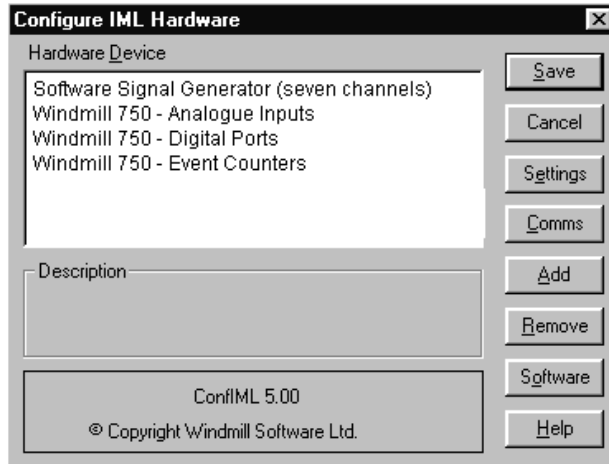 Configure IML Hardware
Hardware Device
Software Signal Generator (seven channels)
Windmill 750 - Analogue Inputs
Windmill 750 - Digital Ports
Windmill 750 - Event Counters
Description
ConfIML 5.00
© Copyright Windmill Software Ltd.
Save
Cancel
Settings
Comms
Add
Remove
Software
Help